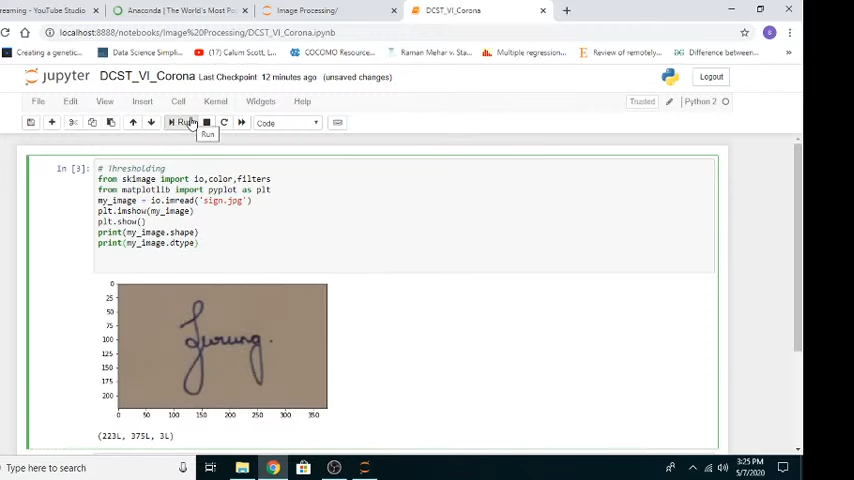 reaming - YouTube Studio
Anaconda | The World's Most Po
Image Processing/
DCST_VI_Corona
localhost:8888/notebooks/Image%20Processing/DCST_VI_Corona.ipynb
Creating a genetic...
Data Science Simpli...
(17) Calum Scott, L...
COCOMO Resource...
Raman Mehar v. Sta...
Multiple regression...
Review of remotely...
Difference between...
jupyter DCST_VI_Corona Last Checkpoint 12 minutes ago (unsaved changes)
Logout
File Edit View Insert Cell Kernel Widgets Help
Trusted
Python 2
Run
Code
Run
In [3]:
# Thresholding
from skimage import io,color,filters
from matplotlib import pyplot as plt
my_image = io.imread('sign.jpg')
plt.imshow(my_image)
plt.show()
print(my_image.shape)
print(my_image.dtype)
0
25
50
75
100
125
150
175
200
0 50 100 150 200 250 300 350
(223L, 375L, 3L)
Type here to search
3:25 PM
5/7/2020